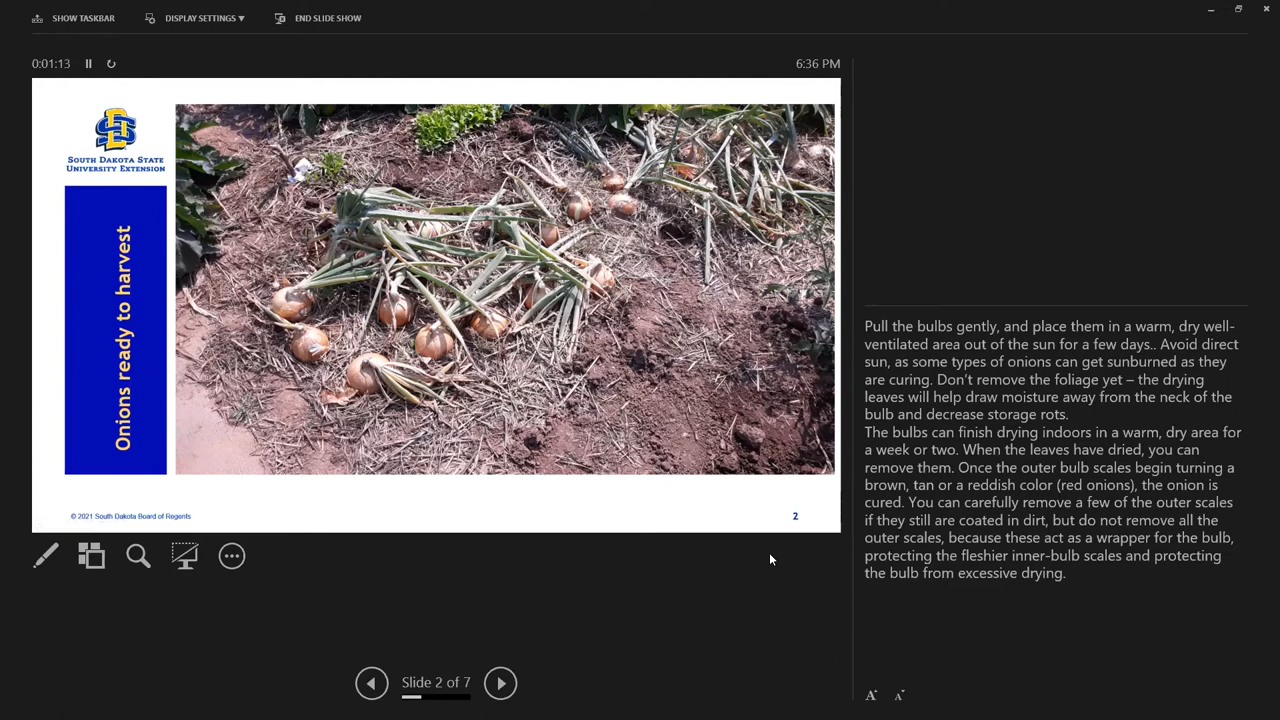 SHOW TASKBAR
DISPLAY SETTINGS ▼
END SLIDE SHOW
0:01:13
6:36 PM
SOUTH DAKOTA STATE
UNIVERSITY EXTENSION
Onions ready to harvest
© 2021 South Dakota Board of Regents
2
Slide 2 of 7
Pull the bulbs gently, and place them in a warm, dry well-
ventilated area out of the sun for a few days.. Avoid direct
sun, as some types of onions can get sunburned as they
are curing. Don't remove the foliage yet – the drying
leaves will help draw moisture away from the neck of the
bulb and decrease storage rots.
The bulbs can finish drying indoors in a warm, dry area for
a week or two. When the leaves have dried, you can
remove them. Once the outer bulb scales begin turning a
brown, tan or a reddish color (red onions), the onion is
cured. You can carefully remove a few of the outer scales
if they still are coated in dirt, but do not remove all the
outer scales, because these act as a wrapper for the bulb,
protecting the fleshier inner-bulb scales and protecting
the bulb from excessive drying.
A A